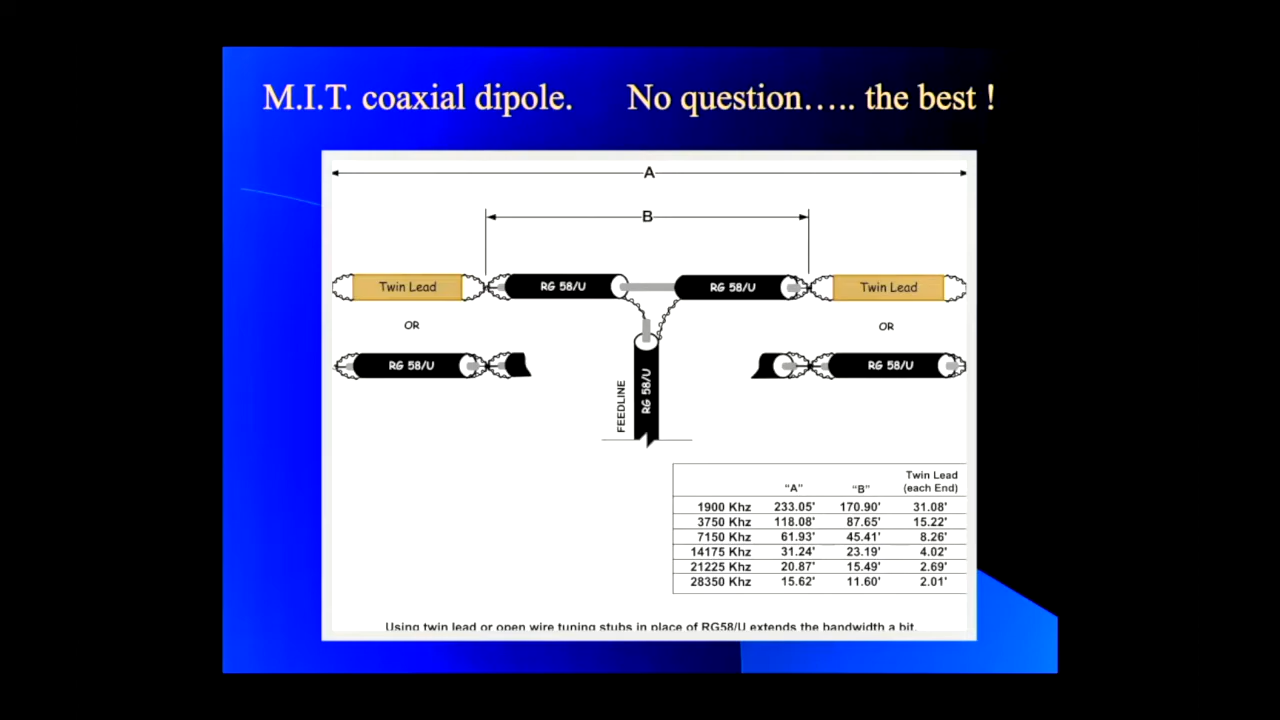 M.I.T. coaxial dipole. No question….. the best !
A
B
Twin Lead
RG 58/U
RG 58/U
Twin Lead
OR
OR
RG 58/U
RG 58/U
FEEDLINE
RG 58/U
Twin Lead
“A” “B” (each End)
1900 Khz 233.05' 170.90' 31.08'
3750 Khz 118.08' 87.65' 15.22'
7150 Khz 61.93' 45.41' 8.26'
14175 Khz 31.24' 23.19' 4.02'
21225 Khz 20.87' 15.49' 2.69'
28350 Khz 15.62' 11.60' 2.01'
Using twin lead or open wire tuning stubs in place of RG58/U extends the bandwidth a bit.